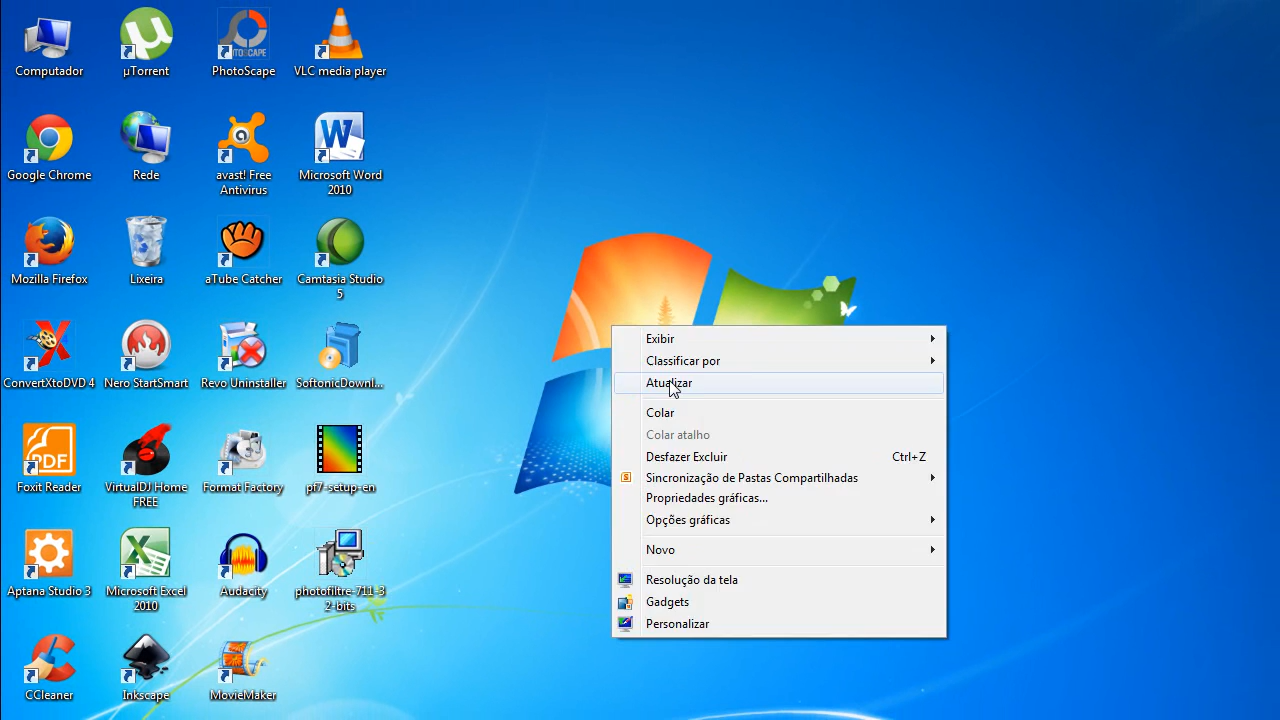 Computador
µTorrent
PhotoScape
VLC media player
Google Chrome
Rede
avast! Free
Antivirus
Microsoft Word
2010
Mozilla Firefox
Lixeira
aTube Catcher
Camtasia Studio
5
ConvertXtoDVD 4
Nero StartSmart
Revo Uninstaller
SoftonicDownl...
Foxit Reader
VirtualDJ Home
FREE
Format Factory
pf7-setup-en
Aptana Studio 3
Microsoft Excel
2010
Audacity
photofiltre-711-3
2-bits
CCleaner
Inkscape
MovieMaker
Exibir
Classificar por
Atualizar
Colar
Colar atalho
Desfazer Excluir Ctrl+Z
Sincronização de Pastas Compartilhadas
Propriedades gráficas...
Opções gráficas
Novo
Resolução da tela
Gadgets
Personalizar